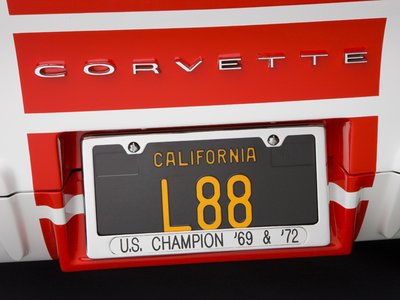 CORVETTE
CALIFORNIA
L88
U.S. CHAMPION '69 & '72